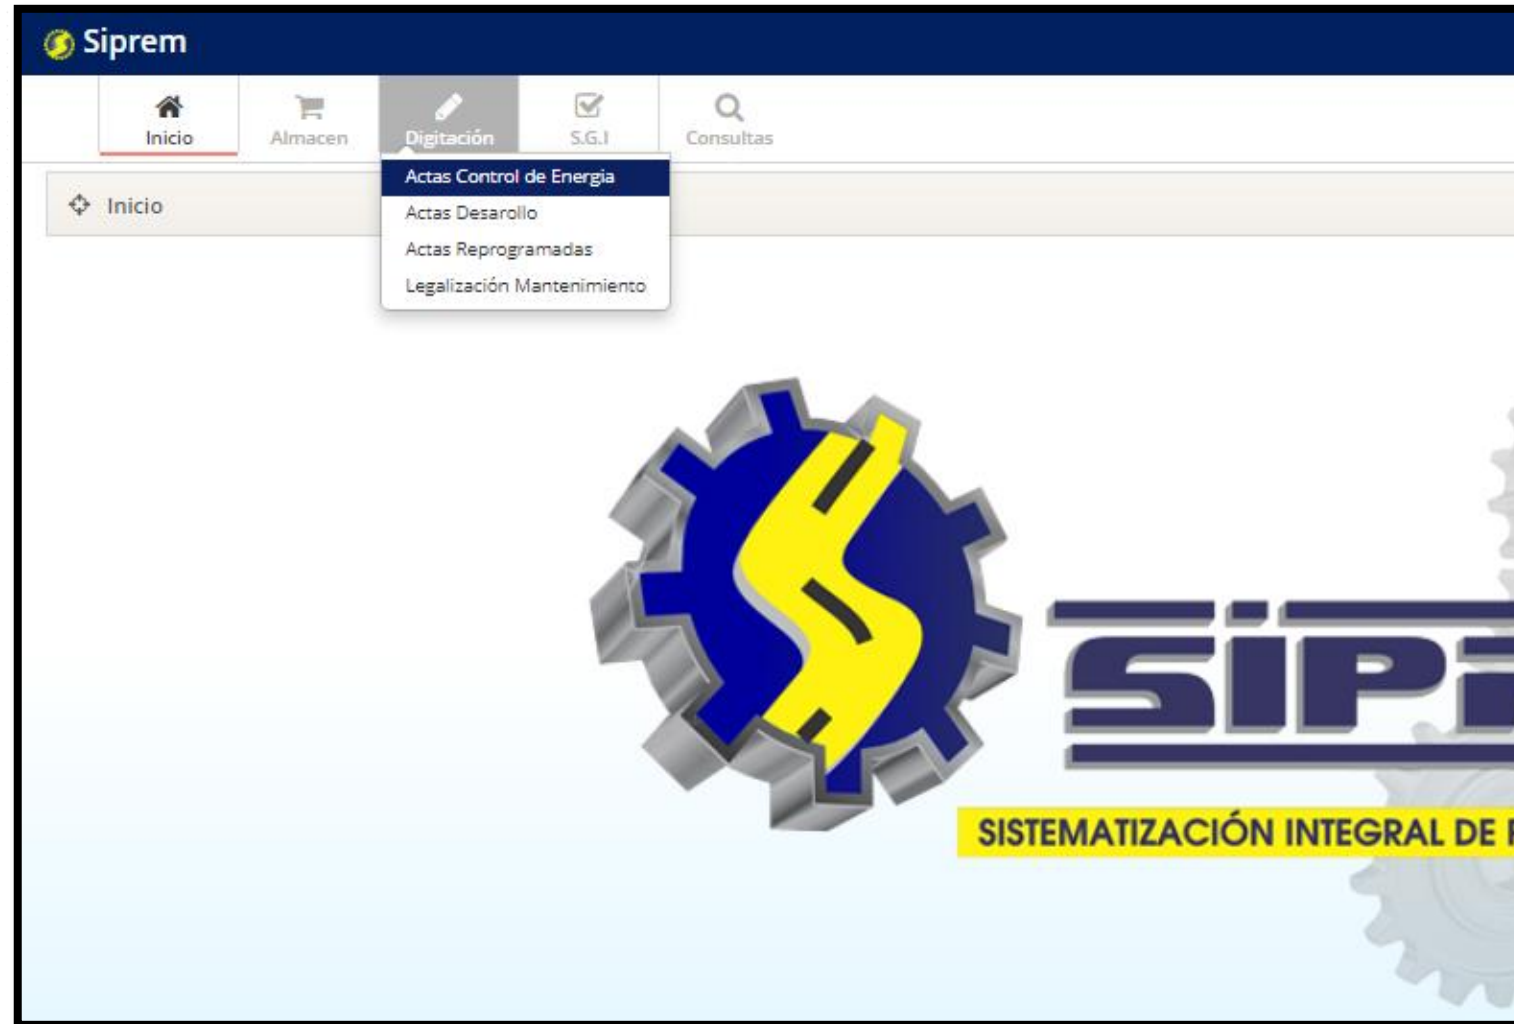 Siprem
Inicio
Almacen
Digitación
S.G.I
Consultas
Actas Control de Energia
Inicio
Actas Desarollo
Actas Reprogramadas
Legalización Mantenimiento
SISTEMATIZACIÓN INTEGRAL DE